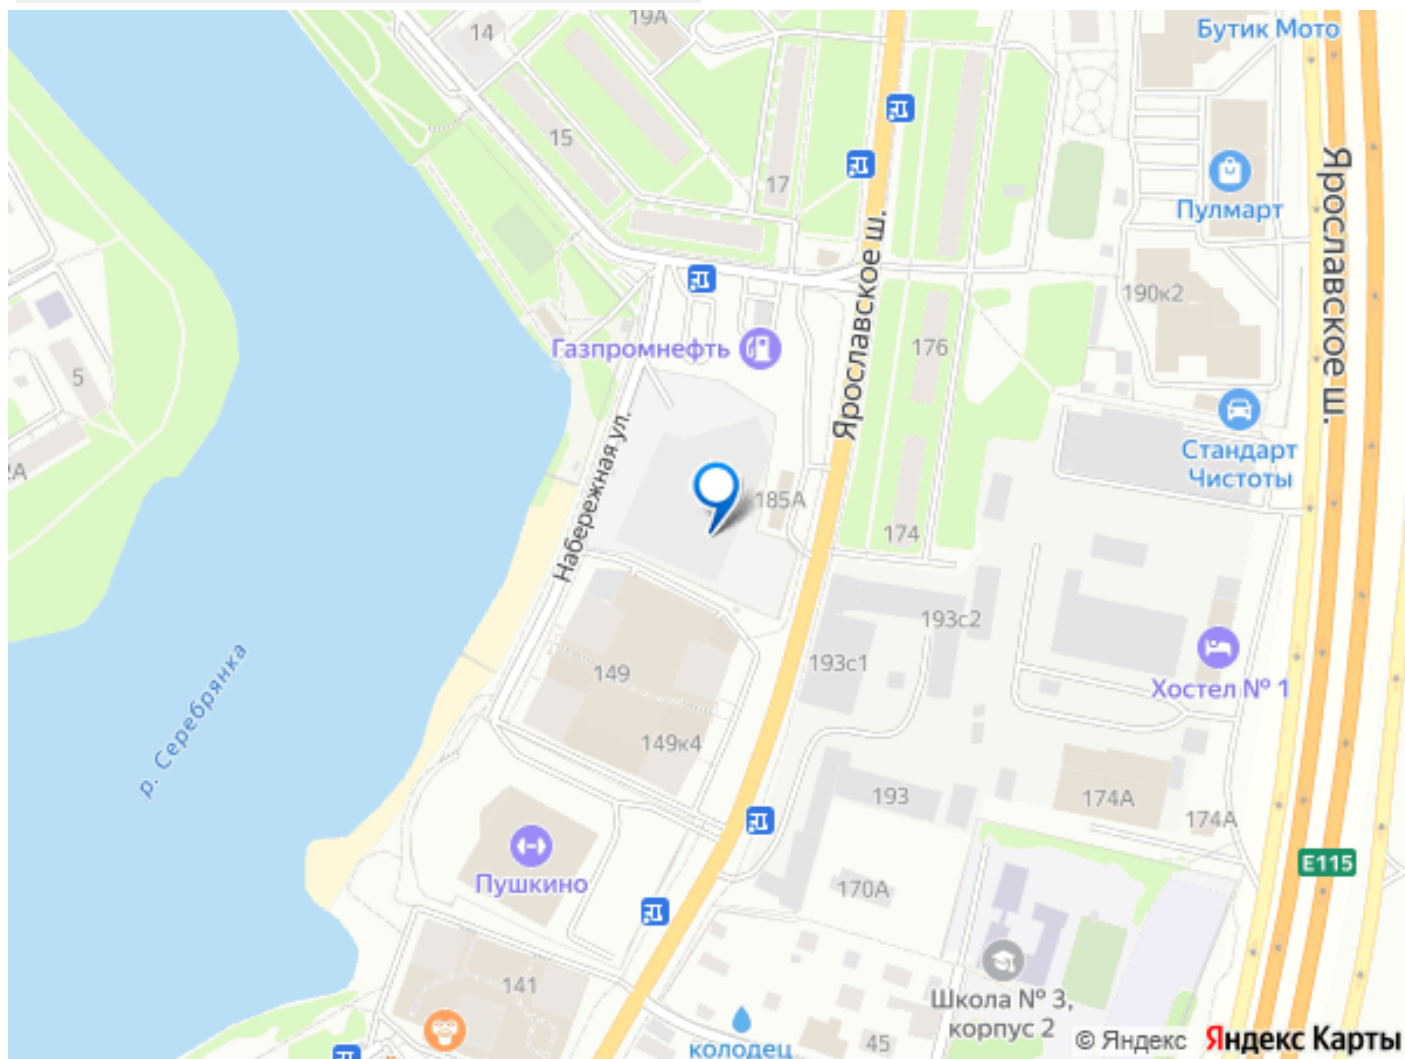 14
19А
Бутик Мото
15
17
Пулмарт
Ярославское ш.
Ярославское ш.
190к2
5
Газпромнефть
176
2А
Набережная ул.
185А
174
Стандарт
Чистоты
193с2
149
193с1
Хостел № 1
р. Серебрянка
149к4
193
174А
174А
Пушкино
170А
E115
141
Школа № 3,
корпус 2
колодец
45
© Яндекс Яндекс Карты